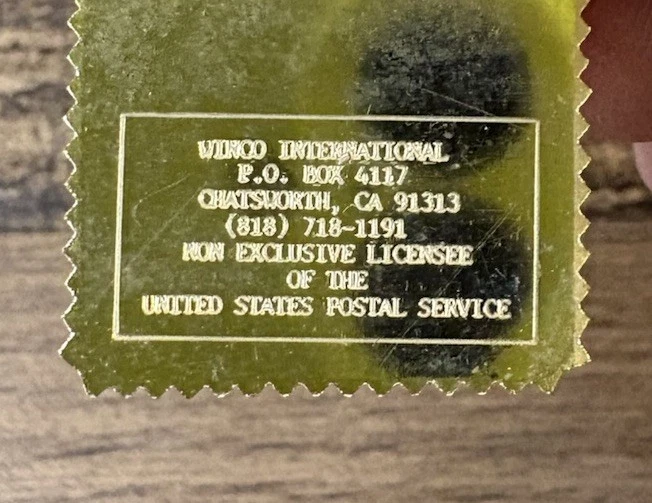 WINCO INTERNATIONAL
P.O. BOX 4117
CHATSWORTH, CA 91313
(818) 718-1191
NON EXCLUSIVE LICENSEE
OF THE
UNITED STATES POSTAL SERVICE